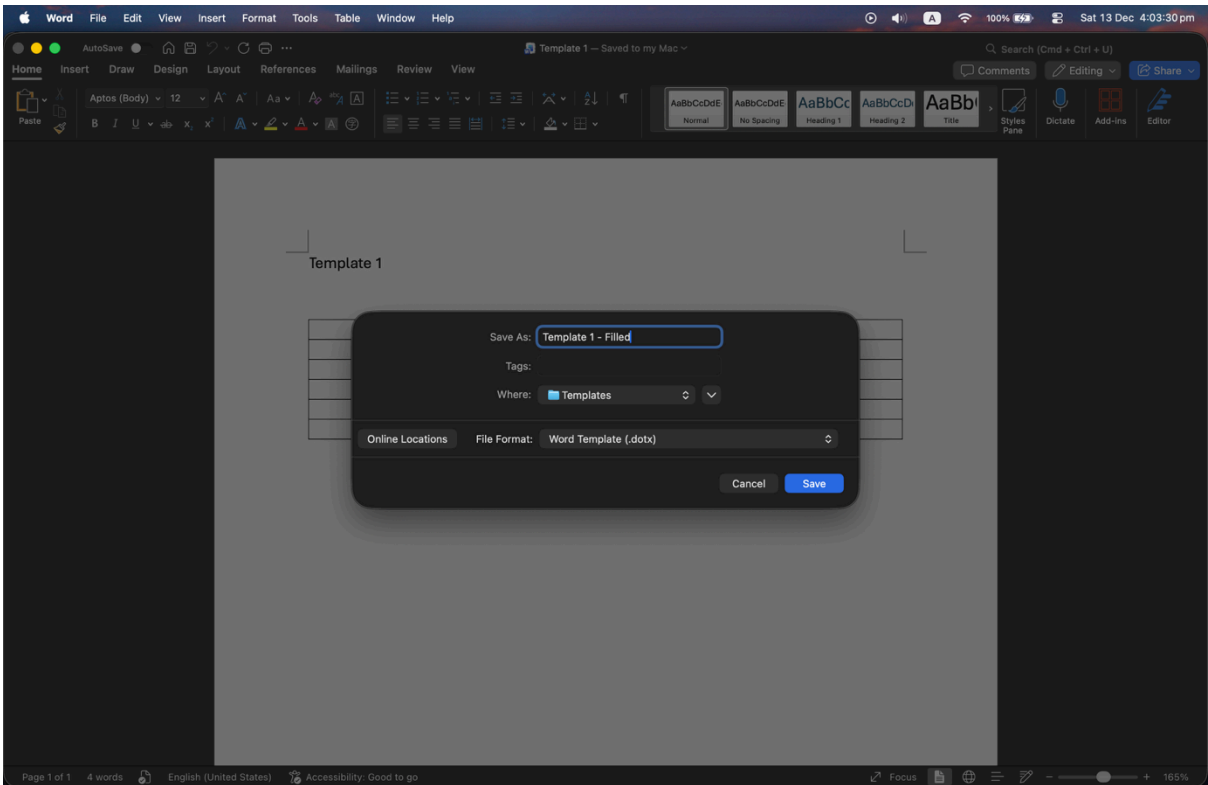 Word File Edit View Insert Format Tools Table Window Help A 100% Sat 13 Dec 4:03:30 pm
AutoSave Template 1 — Saved to my Mac Search (Cmd + Ctrl + U)
Home Insert Draw Design Layout References Mailings Review View Comments Editing Share
Paste Aptos (Body) 12 A A Aa A A AaBbCcDdE AaBbCcDdE AaBbCc AaBbCcD AaBb
B I U ab x x A A A Normal No Spacing Heading 1 Heading 2 Title Styles Pane Dictate Add-ins Editor
Template 1
Save As: Template 1 - Filled
Tags:
Where: Templates
Online Locations File Format: Word Template (.dotx)
Cancel Save
Page 1 of 1 4 words English (United States) Accessibility: Good to go Focus 165%